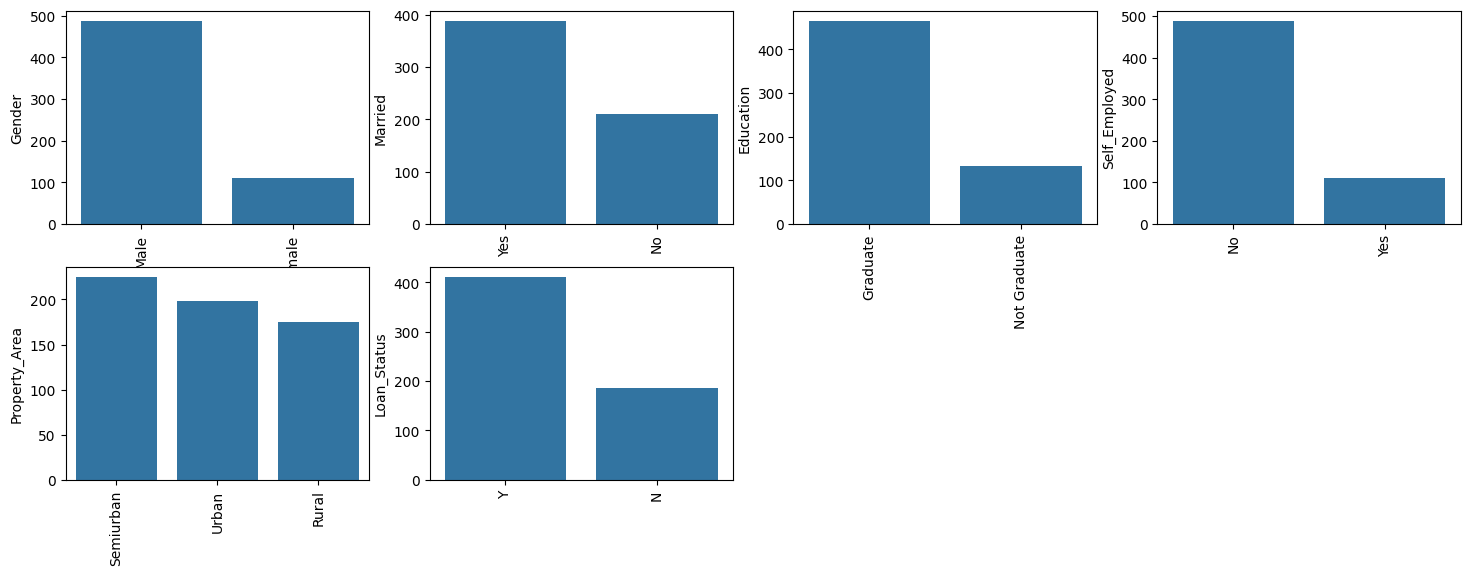 500
400
300
200
100
0
Gender
Male
male
400
300
200
100
0
Married
Yes
No
400
300
200
100
0
Education
Graduate
Not Graduate
500
400
300
200
100
0
Self_Employed
No
Yes
200
150
100
50
0
Property_Area
Semiurban
Urban
Rural
400
300
200
100
0
Loan_Status
Y
N